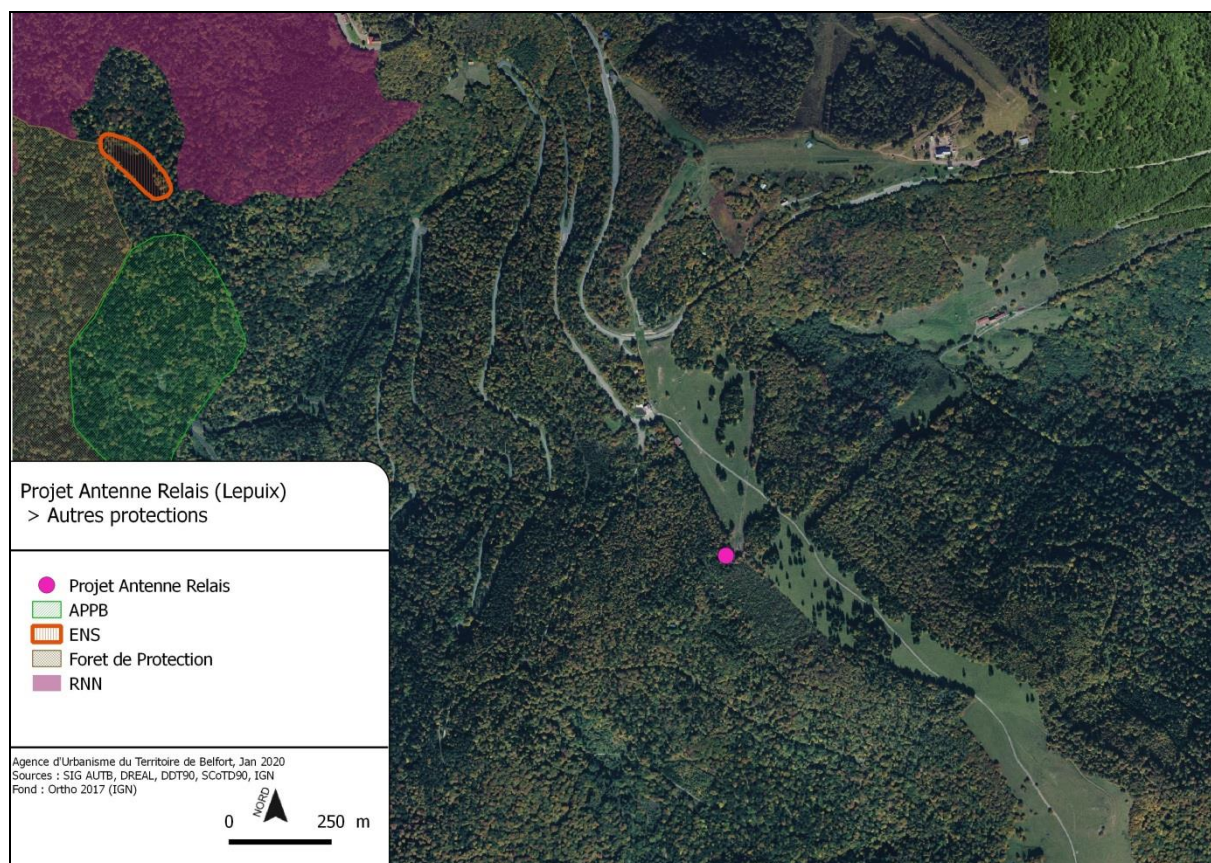 Projet Antenne Relais (Lepuix)
> Autres protections
Projet Antenne Relais
APPB
ENS
Foret de Protection
RNN
Agence d'Urbanisme du Territoire de Belfort, Jan 2020
Sources : SIG AUTB, DREAL, DDT90, SCoTD90, IGN
Fond : Ortho 2017 (IGN)
NORD
0 250 m